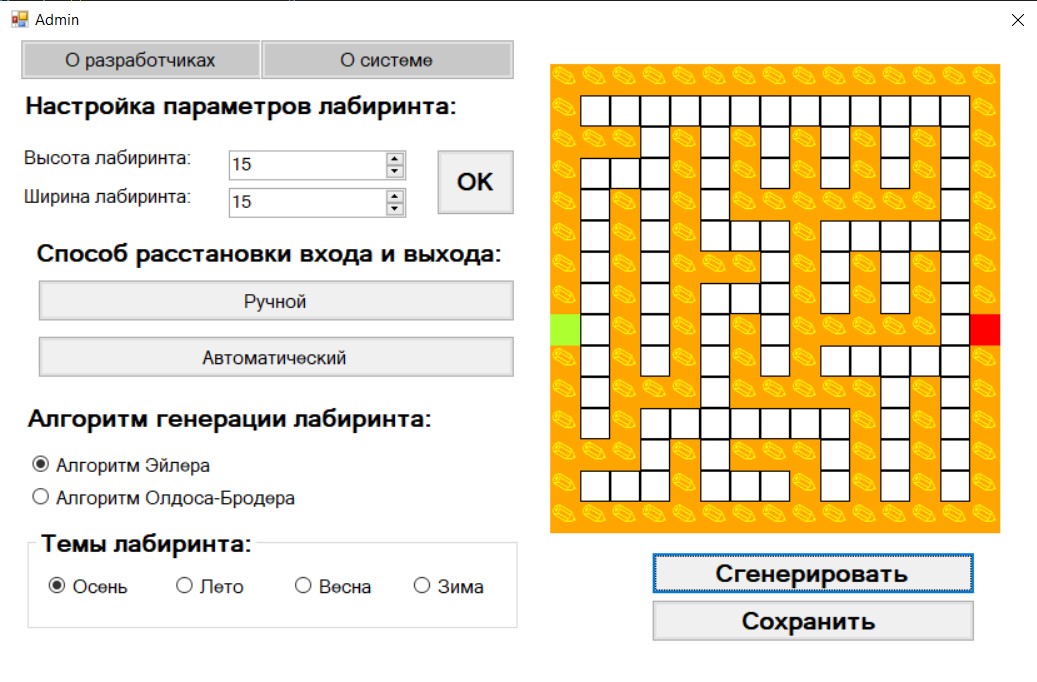 Admin
О разработчиках
О системе
Настройка параметров лабиринта:
Высота лабиринта:
15
ОК
Ширина лабиринта:
15
Способ расстановки входа и выхода:
Ручной
Автоматический
Алгоритм генерации лабиринта:
Алгоритм Эйлера
Алгоритм Олдоса-Бродера
Темы лабиринта:
Осень
Лето
Весна
Зима
Сгенерировать
Сохранить